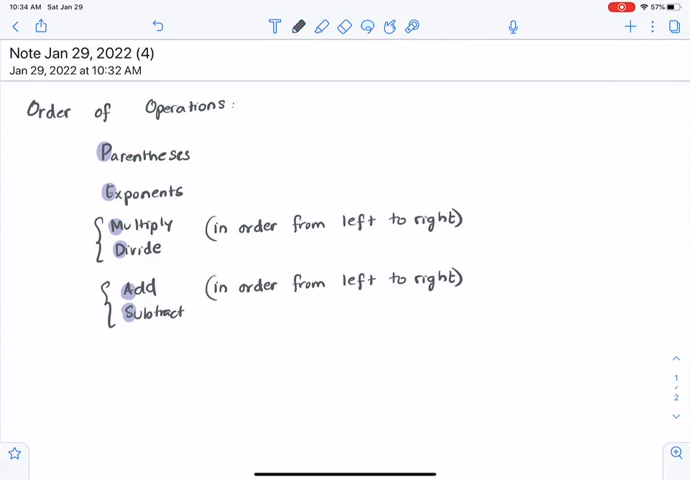 10:34 AM Sat Jan 29
57%
Note Jan 29, 2022 (4)
Jan 29, 2022 at 10:32 AM
Order of Operations:
Parentheses
Exponents
Multiply (in order from left to right)
Divide
Add (in order from left to right)
Subtract
1
/
2